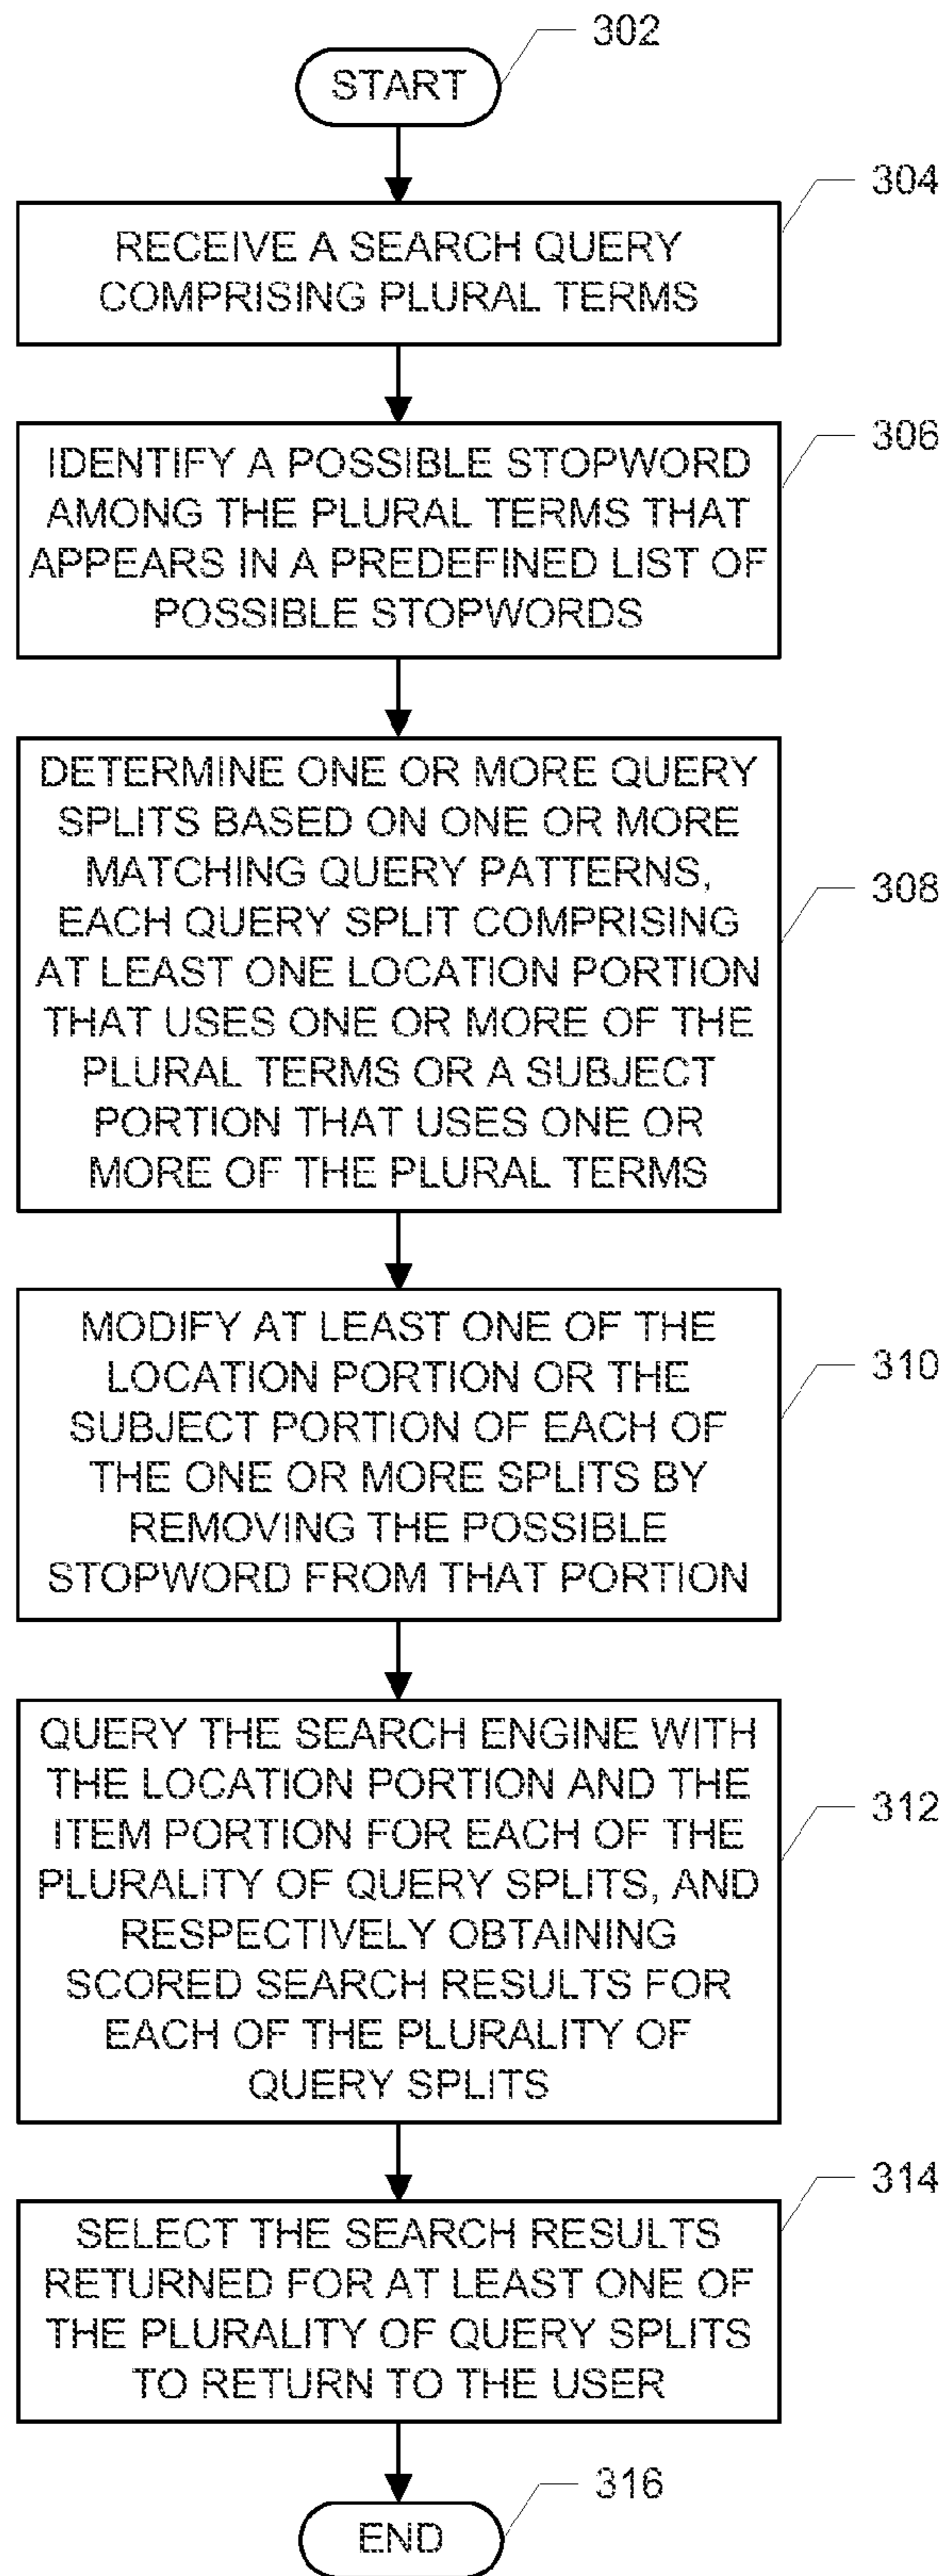 302
START
304
RECEIVE A SEARCH QUERY
COMPRISING PLURAL TERMS
306
IDENTIFY A POSSIBLE STOPWORD
AMONG THE PLURAL TERMS THAT
APPEARS IN A PREDEFINED LIST OF
POSSIBLE STOPWORDS
308
DETERMINE ONE OR MORE QUERY
SPLITS BASED ON ONE OR MORE
MATCHING QUERY PATTERNS,
EACH QUERY SPLIT COMPRISING
AT LEAST ONE LOCATION PORTION
THAT USES ONE OR MORE OF THE
PLURAL TERMS OR A SUBJECT
PORTION THAT USES ONE OR
MORE OF THE PLURAL TERMS
310
MODIFY AT LEAST ONE OF THE
LOCATION PORTION OR THE
SUBJECT PORTION OF EACH OF
THE ONE OR MORE SPLITS BY
REMOVING THE POSSIBLE
STOPWORD FROM THAT PORTION
312
QUERY THE SEARCH ENGINE WITH
THE LOCATION PORTION AND THE
ITEM PORTION FOR EACH OF THE
PLURALITY OF QUERY SPLITS, AND
RESPECTIVELY OBTAINING
SCORED SEARCH RESULTS FOR
EACH OF THE PLURALITY OF
QUERY SPLITS
314
SELECT THE SEARCH RESULTS
RETURNED FOR AT LEAST ONE OF
THE PLURALITY OF QUERY SPLITS
TO RETURN TO THE USER
316
END